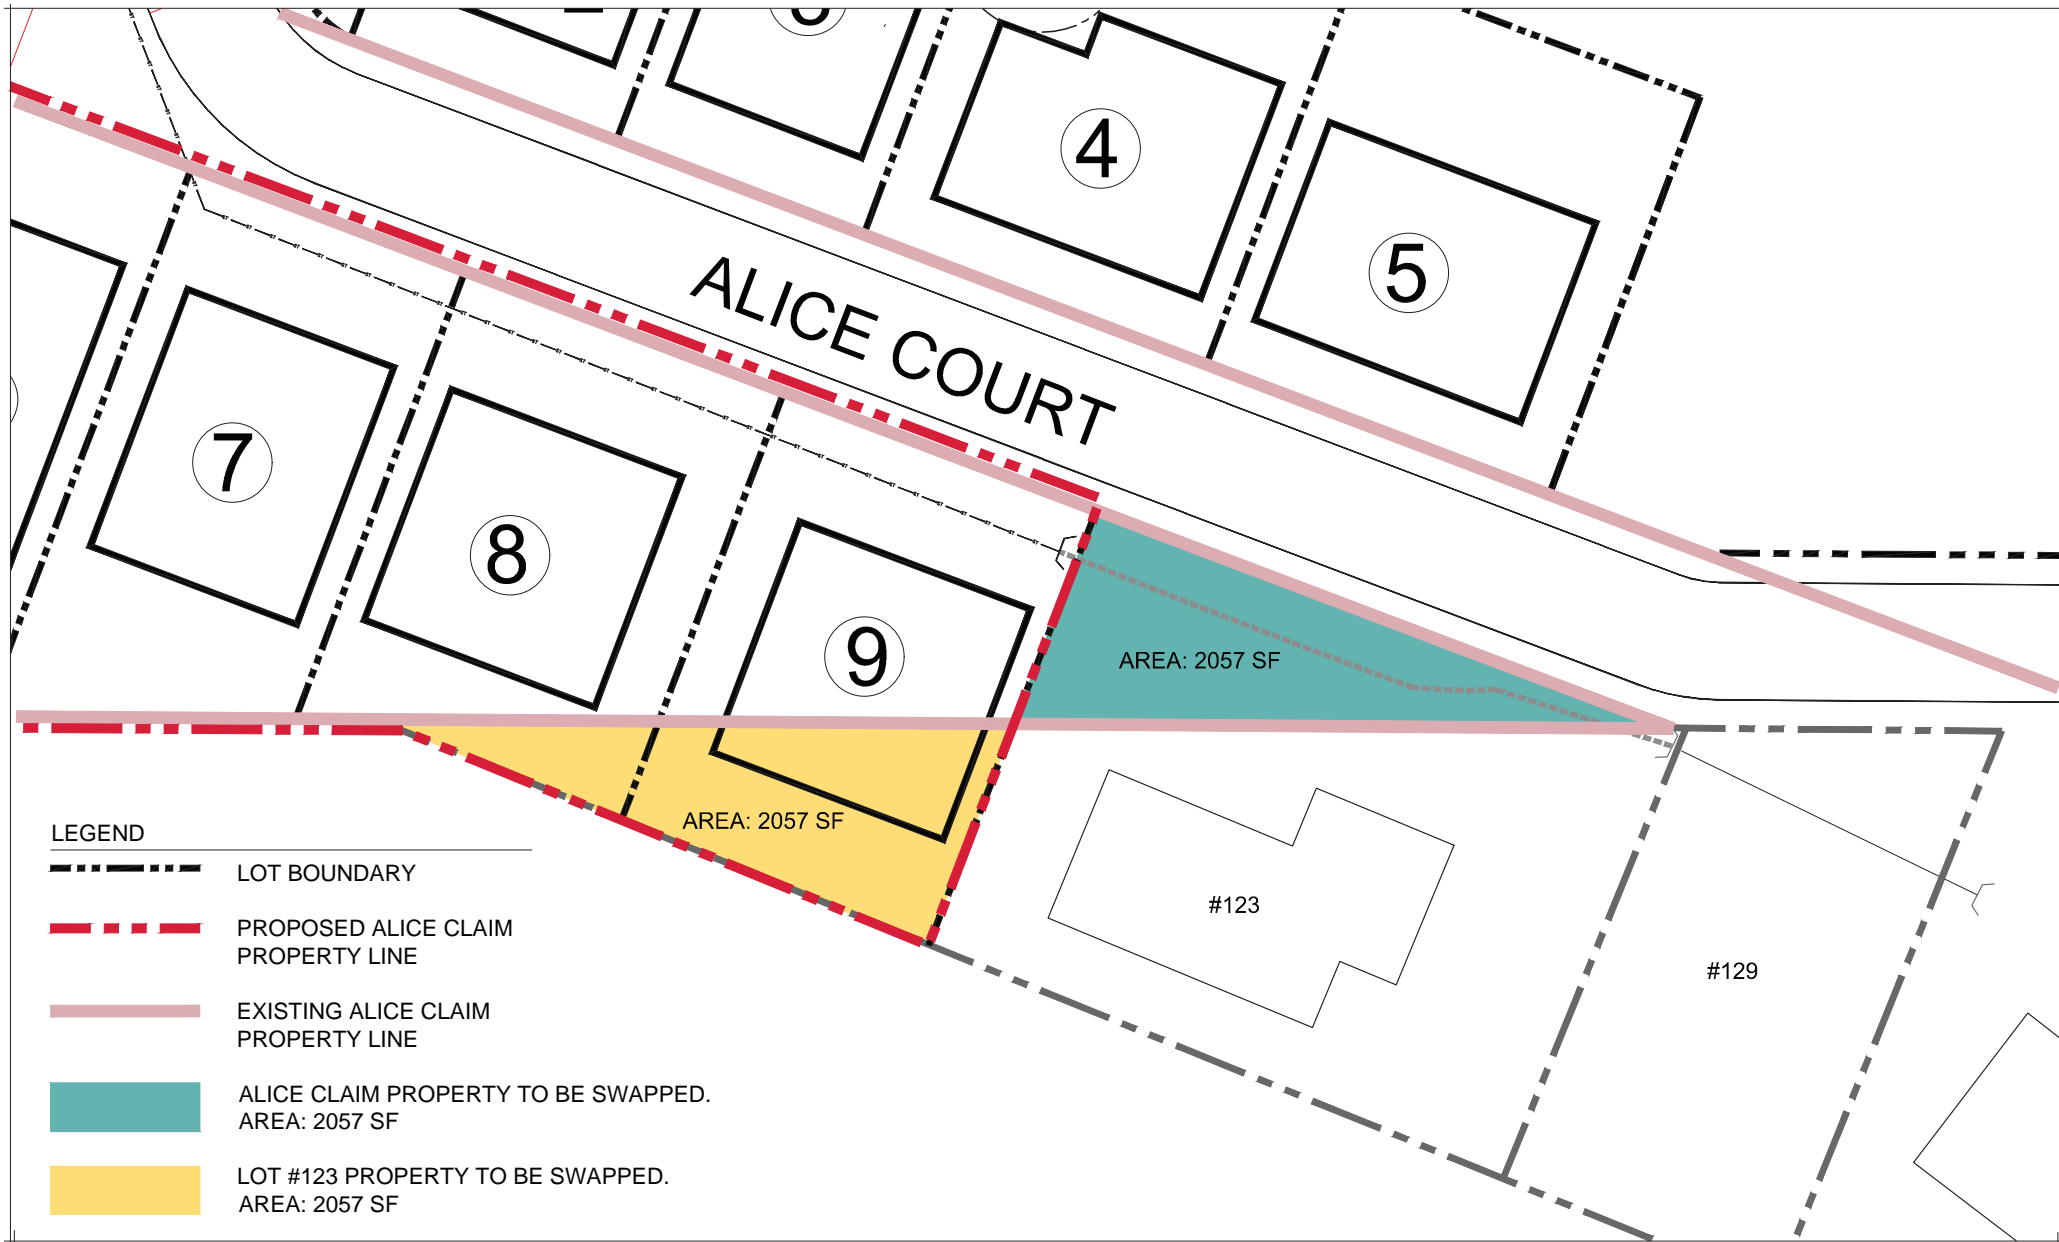 4
5
ALICE COURT
7
8
9
AREA: 2057 SF
AREA: 2057 SF
#123
#129
LEGEND
LOT BOUNDARY
PROPOSED ALICE CLAIM
PROPERTY LINE
EXISTING ALICE CLAIM
PROPERTY LINE
ALICE CLAIM PROPERTY TO BE SWAPPED.
AREA: 2057 SF
LOT #123 PROPERTY TO BE SWAPPED.
AREA: 2057 SF